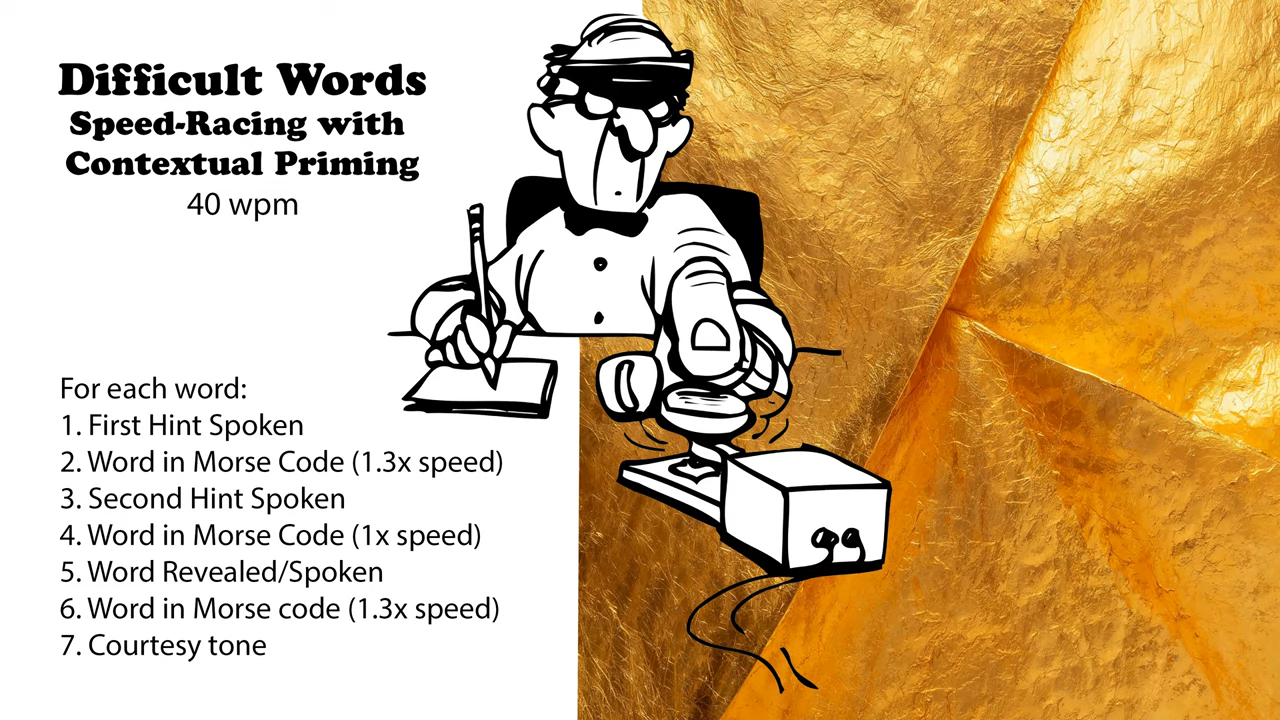 Difficult Words
Speed-Racing with
Contextual Priming
40 wpm
For each word:
1. First Hint Spoken
2. Word in Morse Code (1.3x speed)
3. Second Hint Spoken
4. Word in Morse Code (1x speed)
5. Word Revealed/Spoken
6. Word in Morse code (1.3x speed)
7. Courtesy tone